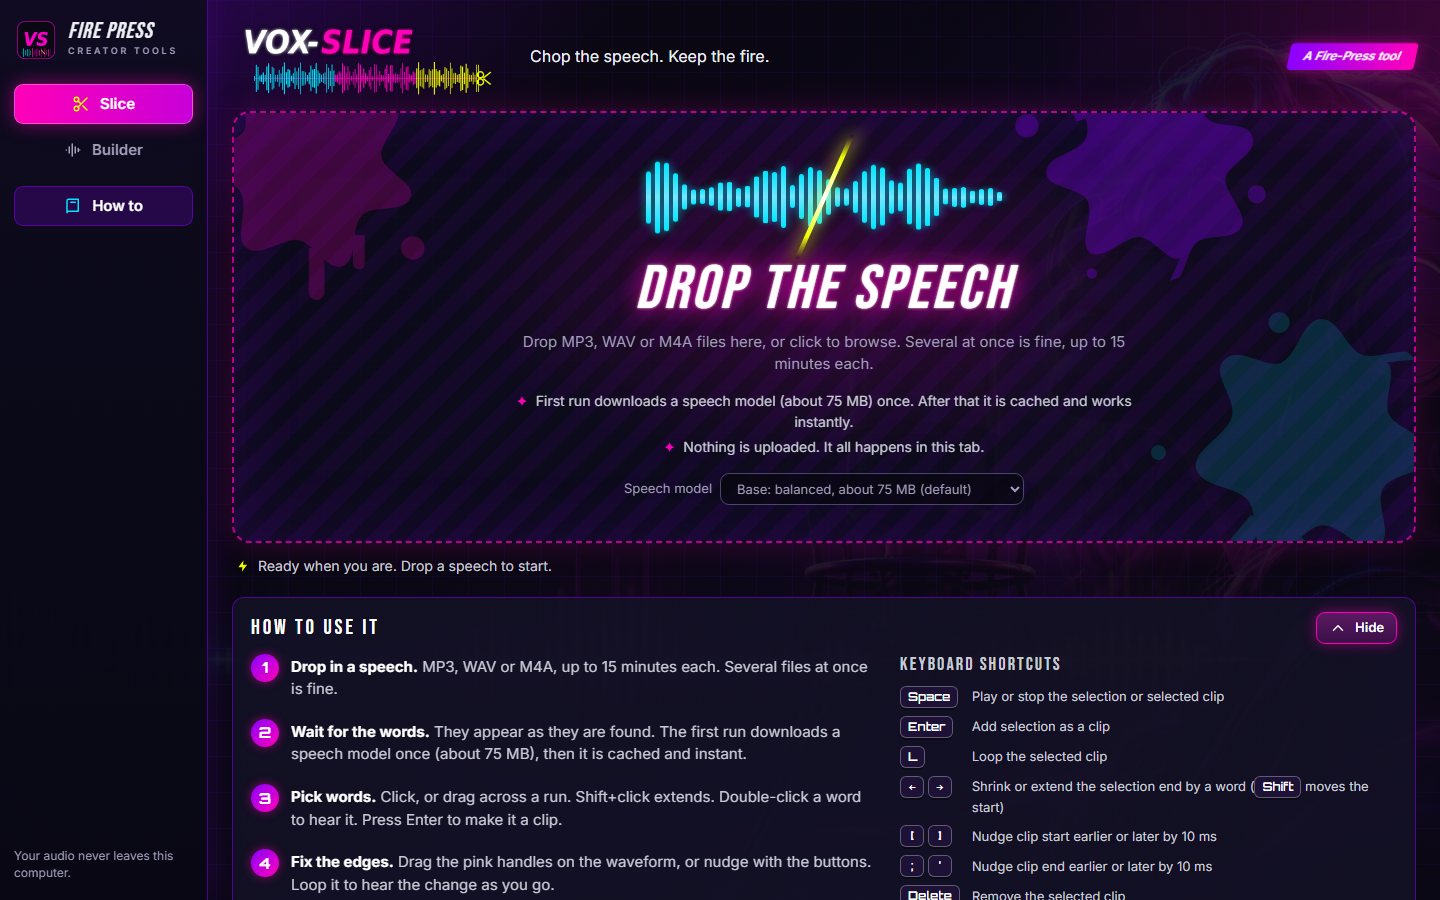 VS
FIRE PRESS
CREATOR TOOLS
Slice
Builder
How to
Your audio never leaves this
computer.
VOX-SLICE
Chop the speech. Keep the fire.
A Fire-Press tool
DROP THE SPEECH
Drop MP3, WAV or M4A files here, or click to browse. Several at once is fine, up to 15
minutes each.
First run downloads a speech model (about 75 MB) once. After that it is cached and works
instantly.
Nothing is uploaded. It all happens in this tab.
Speech model
Base: balanced, about 75 MB (default)
Ready when you are. Drop a speech to start.
HOW TO USE IT
Hide
1 Drop in a speech. MP3, WAV or M4A, up to 15 minutes each. Several files at once
is fine.
2 Wait for the words. They appear as they are found. The first run downloads a
speech model once (about 75 MB), then it is cached and instant.
3 Pick words. Click, or drag across a run. Shift+click extends. Double-click a word
to hear it. Press Enter to make it a clip.
4 Fix the edges. Drag the pink handles on the waveform, or nudge with the buttons.
Loop it to hear the change as you go.
KEYBOARD SHORTCUTS
Space Play or stop the selection or selected clip
Enter Add selection as a clip
L Loop the selected clip
← → Shrink or extend the selection end by a word (Shift moves the
start)
[ ] Nudge clip start earlier or later by 10 ms
; ' Nudge clip end earlier or later by 10 ms
Delete Remove the selected clip